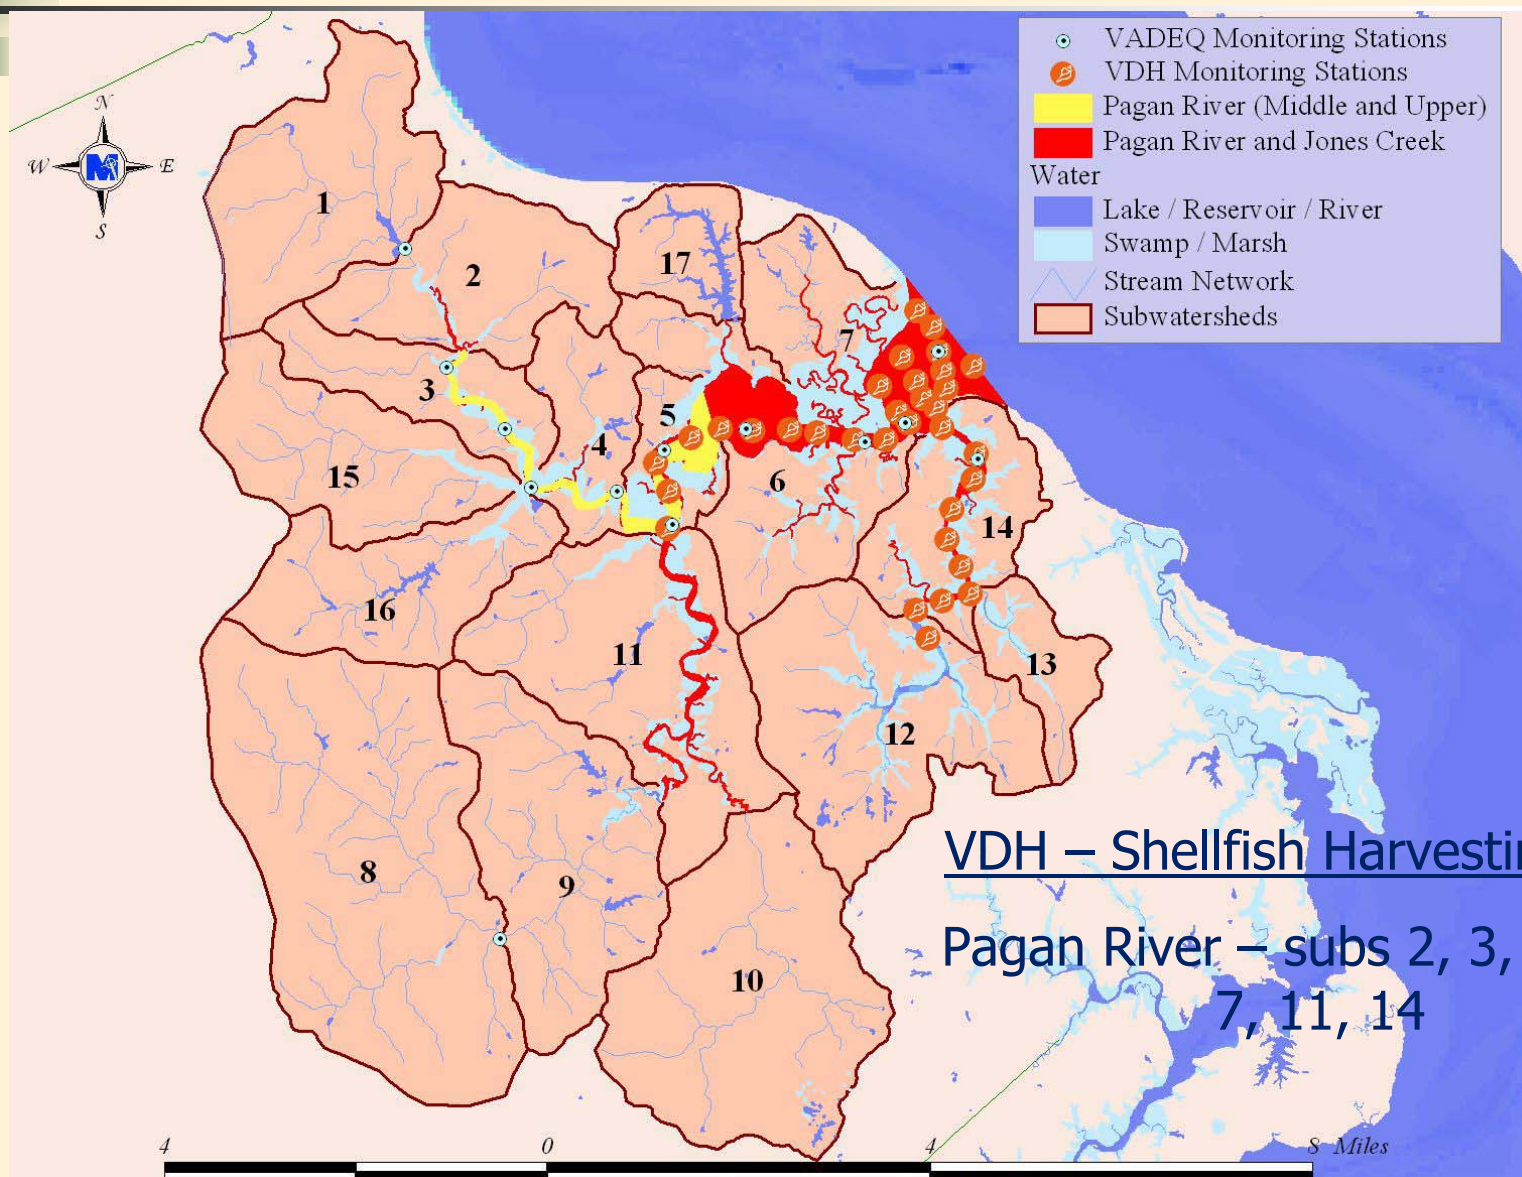 VADEQ Monitoring Stations
VDH Monitoring Stations
Pagan River (Middle and Upper)
Pagan River and Jones Creek
Water
Lake / Reservoir / River
Swamp / Marsh
Stream Network
Subwatersheds
N
W E
S
M
1
2
17
7
3
5
4
15
6
14
16
11
13
12
8
9
10
VDH – Shellfish
Pagan River – subs 2, 3,
7, 11, 14
4 0 4 8 Miles